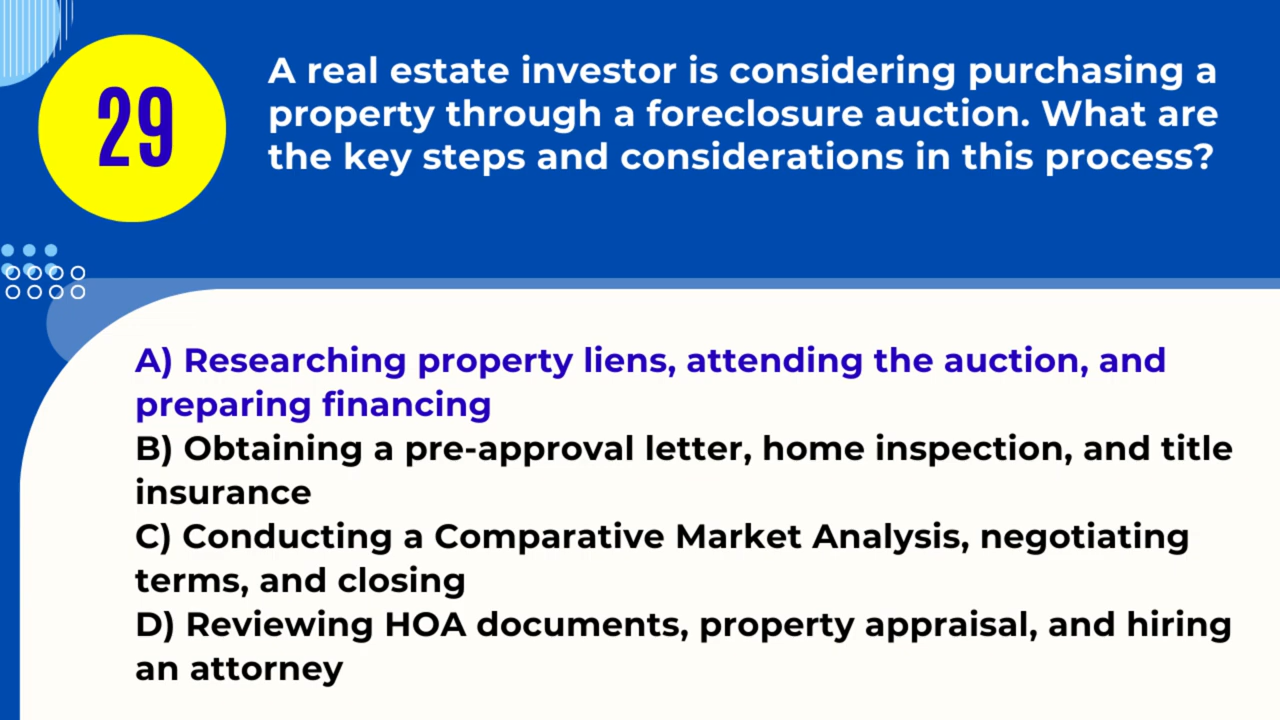 29
A real estate investor is considering purchasing a
property through a foreclosure auction. What are
the key steps and considerations in this process?
A) Researching property liens, attending the auction, and
preparing financing
B) Obtaining a pre-approval letter, home inspection, and title
insurance
C) Conducting a Comparative Market Analysis, negotiating
terms, and closing
D) Reviewing HOA documents, property appraisal, and hiring
an attorney